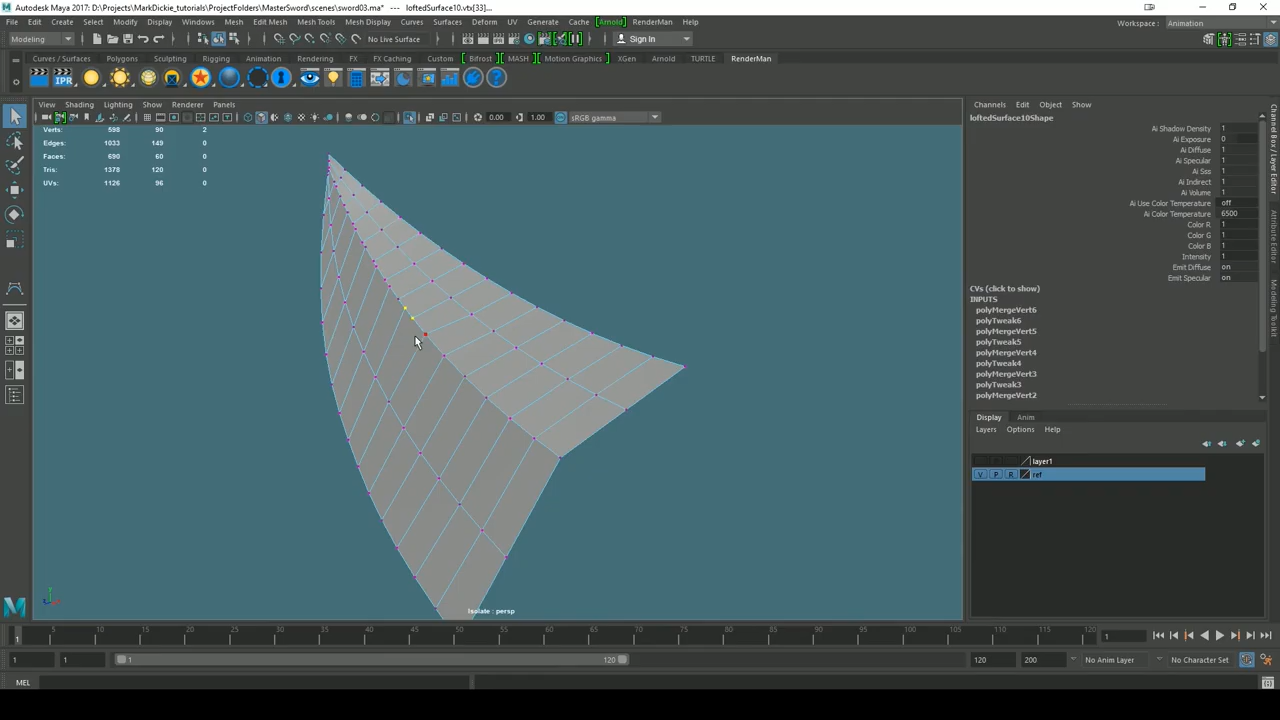 Autodesk Maya 2017: D:\Projects\MarkDickie_tutorials\ProjectFolders\MasterSword\scenes\sword03.ma* --- loftedSurface10.vtx[33]...
File Edit Create Select Modify Display Windows Mesh Edit Mesh Mesh Tools Mesh Display Curves Surfaces Deform UV Generate Cache [Arnold] RenderMan Help
Workspace : Animation
Modeling No Live Surface Sign In
Curves / Surfaces Polygons Sculpting Rigging Animation Rendering FX FX Caching Custom Bifrost MASH Motion Graphics XGen Arnold TURTLE RenderMan
IPR
View Shading Lighting Show Renderer Panels
0.00 1.00 sRGB gamma
Verts: 598 90 2
Edges: 1033 149 0
Faces: 690 60 0
Tris: 1378 120 0
UVs: 1126 96 0
Isolate : persp
Channels Edit Object Show
loftedSurface10Shape
Ai Shadow Density 1
Ai Exposure 0
Ai Diffuse 1
Ai Specular 1
Ai Sss 1
Ai Indirect 1
Ai Volume 1
Ai Use Color Temperature off
Ai Color Temperature 6500
Color R 1
Color G 1
Color B 1
Intensity 1
Emit Diffuse on
Emit Specular on
CVs (click to show)
INPUTS
polyMergeVert6
polyTweak6
polyMergeVert5
polyTweak5
polyMergeVert4
polyTweak4
polyMergeVert3
polyTweak3
polyMergeVert2
Display Anim
Layers Options Help
layer1
V P R ref
Channel Box / Layer Editor
Attribute Editor
1 5 10 15 20 25 30 35 40 45 50 55 60 65 70 75 80 85 90 95 100 105 110 115 120 1
1 1 1 120 120 200 No Anim Layer No Character Set
MEL